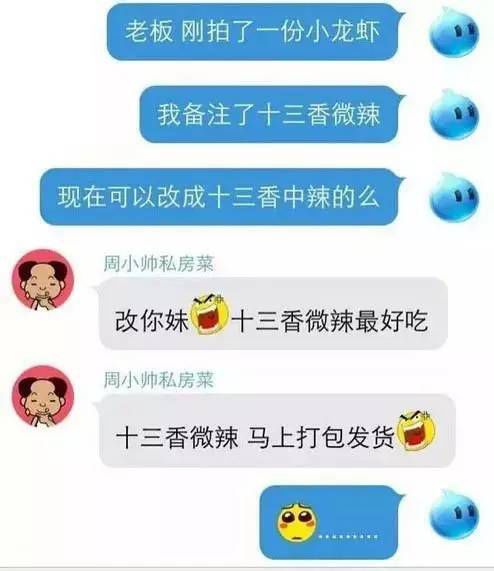 老板 刚拍了一份小龙虾
我备注了十三香微辣
现在可以改成十三香中辣的么
周小帅私房菜
改你妹 十三香微辣最好吃
周小帅私房菜
十三香微辣 马上打包发货
..........